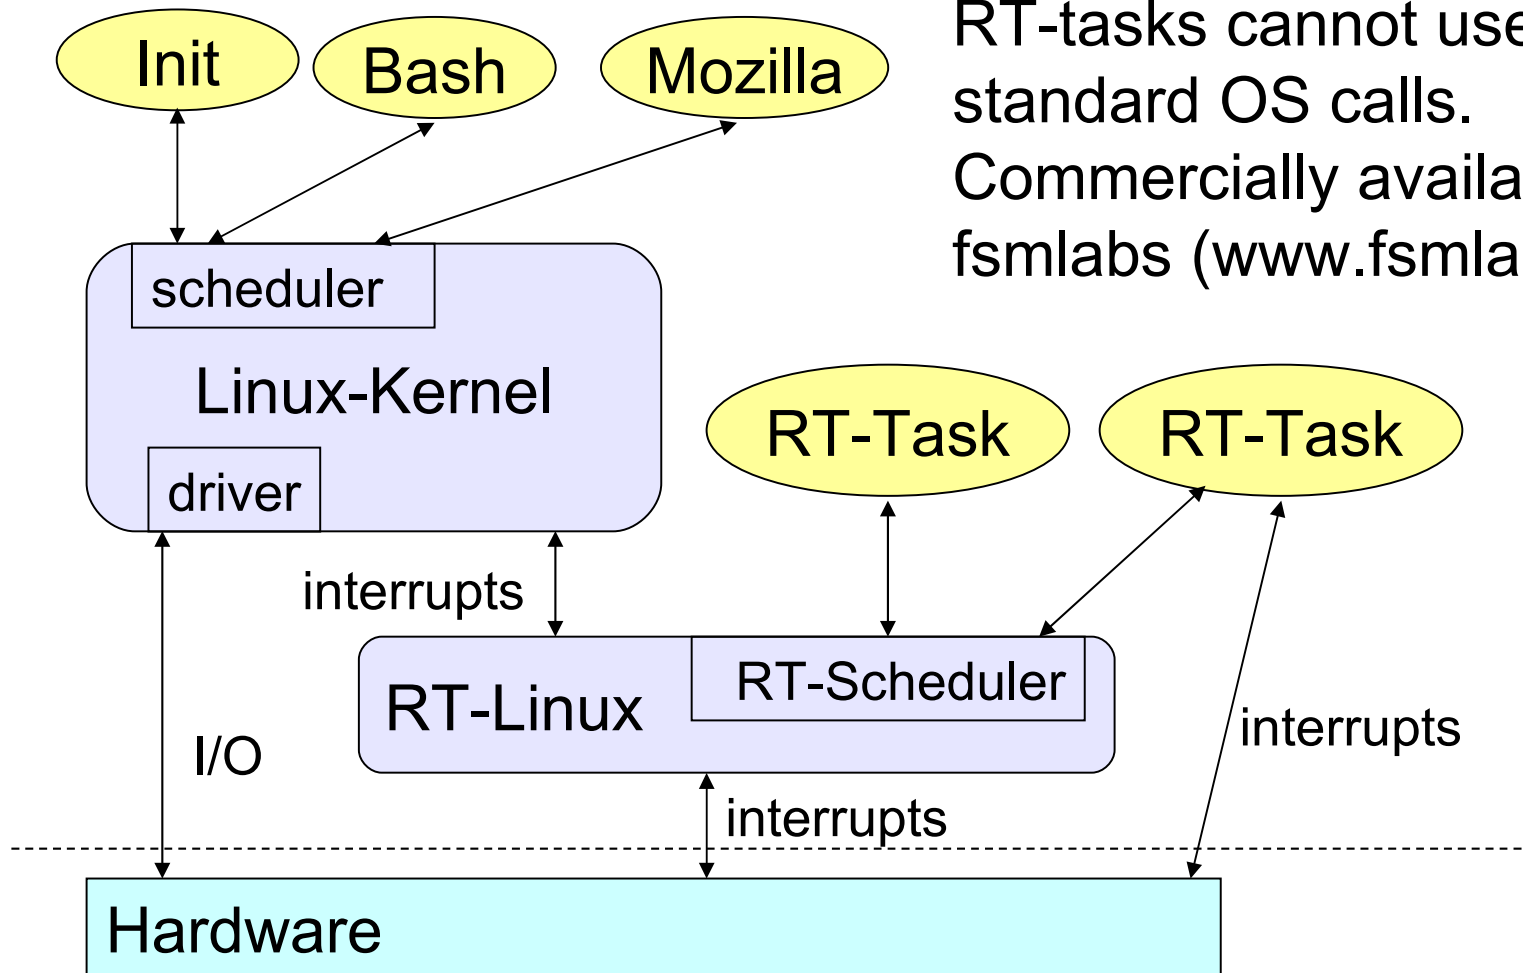 Init
Bash
Mozilla
RT-tasks cannot use
standard OS calls.
Commercially availa
fsmlabs (www.fsmla
scheduler
Linux-Kernel
driver
RT-Task
RT-Task
interrupts
RT-Scheduler
RT-Linux
I/O
interrupts
interrupts
Hardware